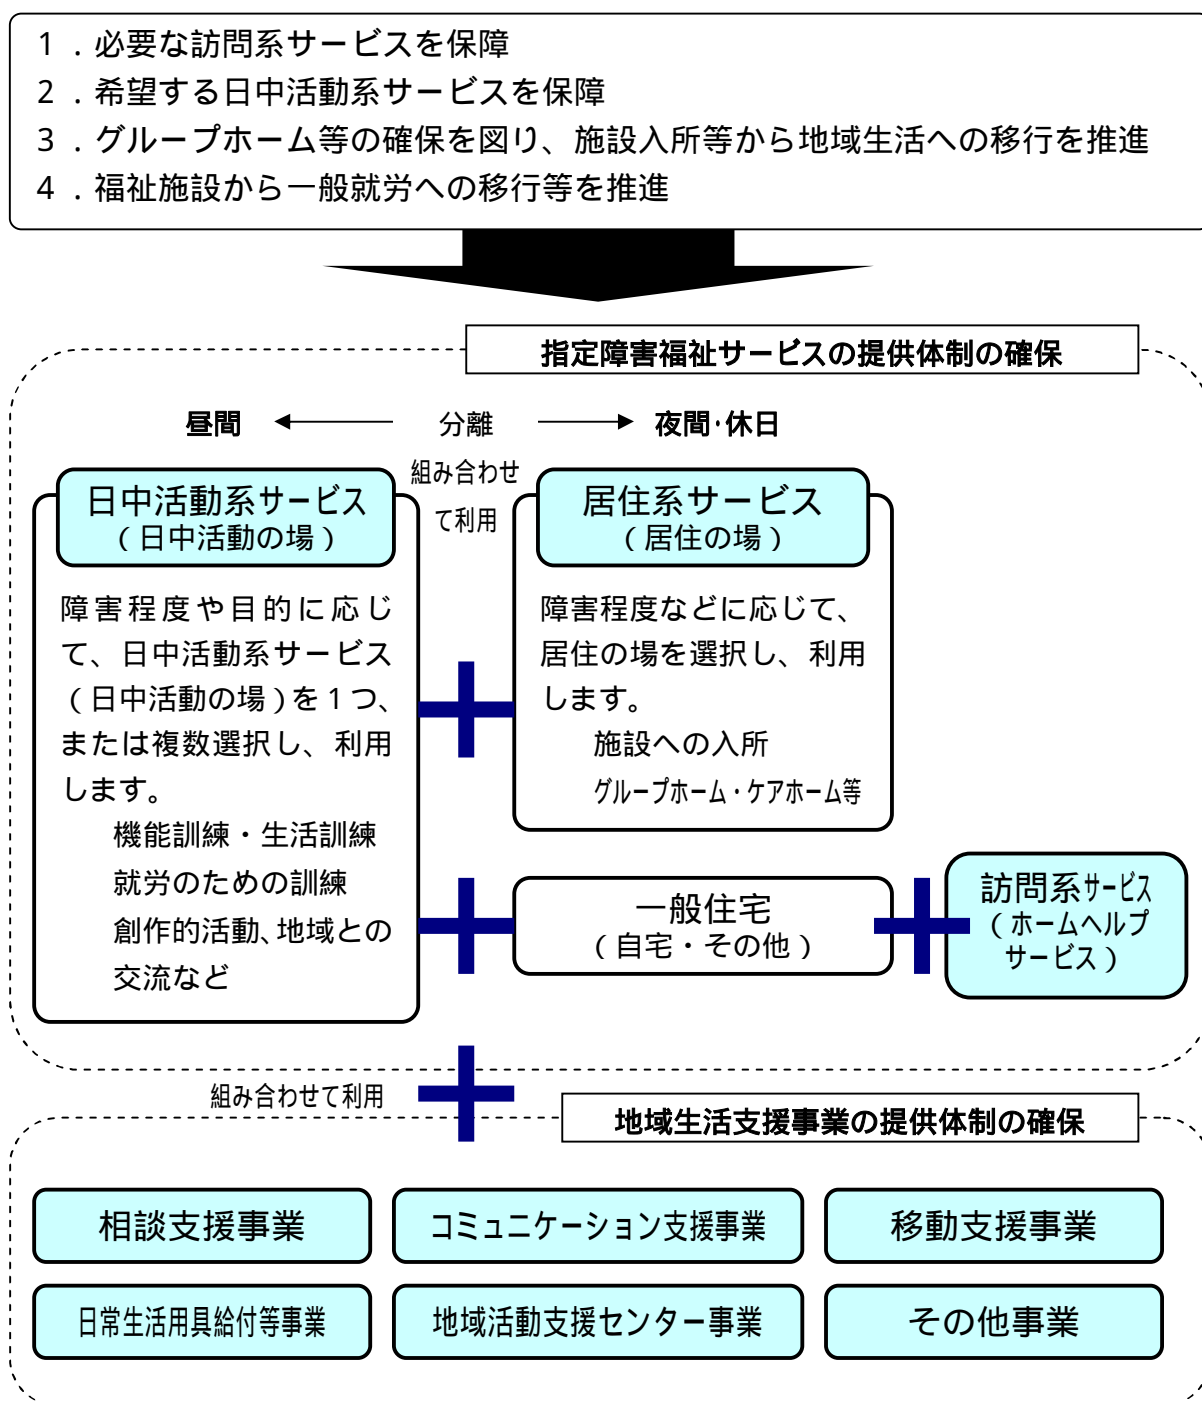 １．必要な訪問系サービスを保障
２．希望する日中活動系サービスを保障
３．グループホーム等の確保を図り、施設入所等から地域生活への移行を推進
４．福祉施設から一般就労への移行等を推進
指定障害福祉サービスの提供体制の確保
昼間
分離
夜間・休日
組み合わせ
て利用
日中活動系サービス
（日中活動の場）
障害程度や目的に応じ
て、日中活動系サービス
（日中活動の場）を１つ、
または複数選択し、利用
します。
機能訓練・生活訓練
就労のための訓練
創作的活動、地域との
交流など
居住系サービス
（居住の場）
障害程度などに応じて、
居住の場を選択し、利用
します。
施設への入所
グループホーム・ケアホーム等
一般住宅
（自宅・その他）
訪問系サービス
（ホームヘルプ
サービス）
組み合わせて利用
地域生活支援事業の提供体制の確保
相談支援事業
コミュニケーション支援事業
移動支援事業
日常生活用具給付等事業
地域活動支援センター事業
その他事業